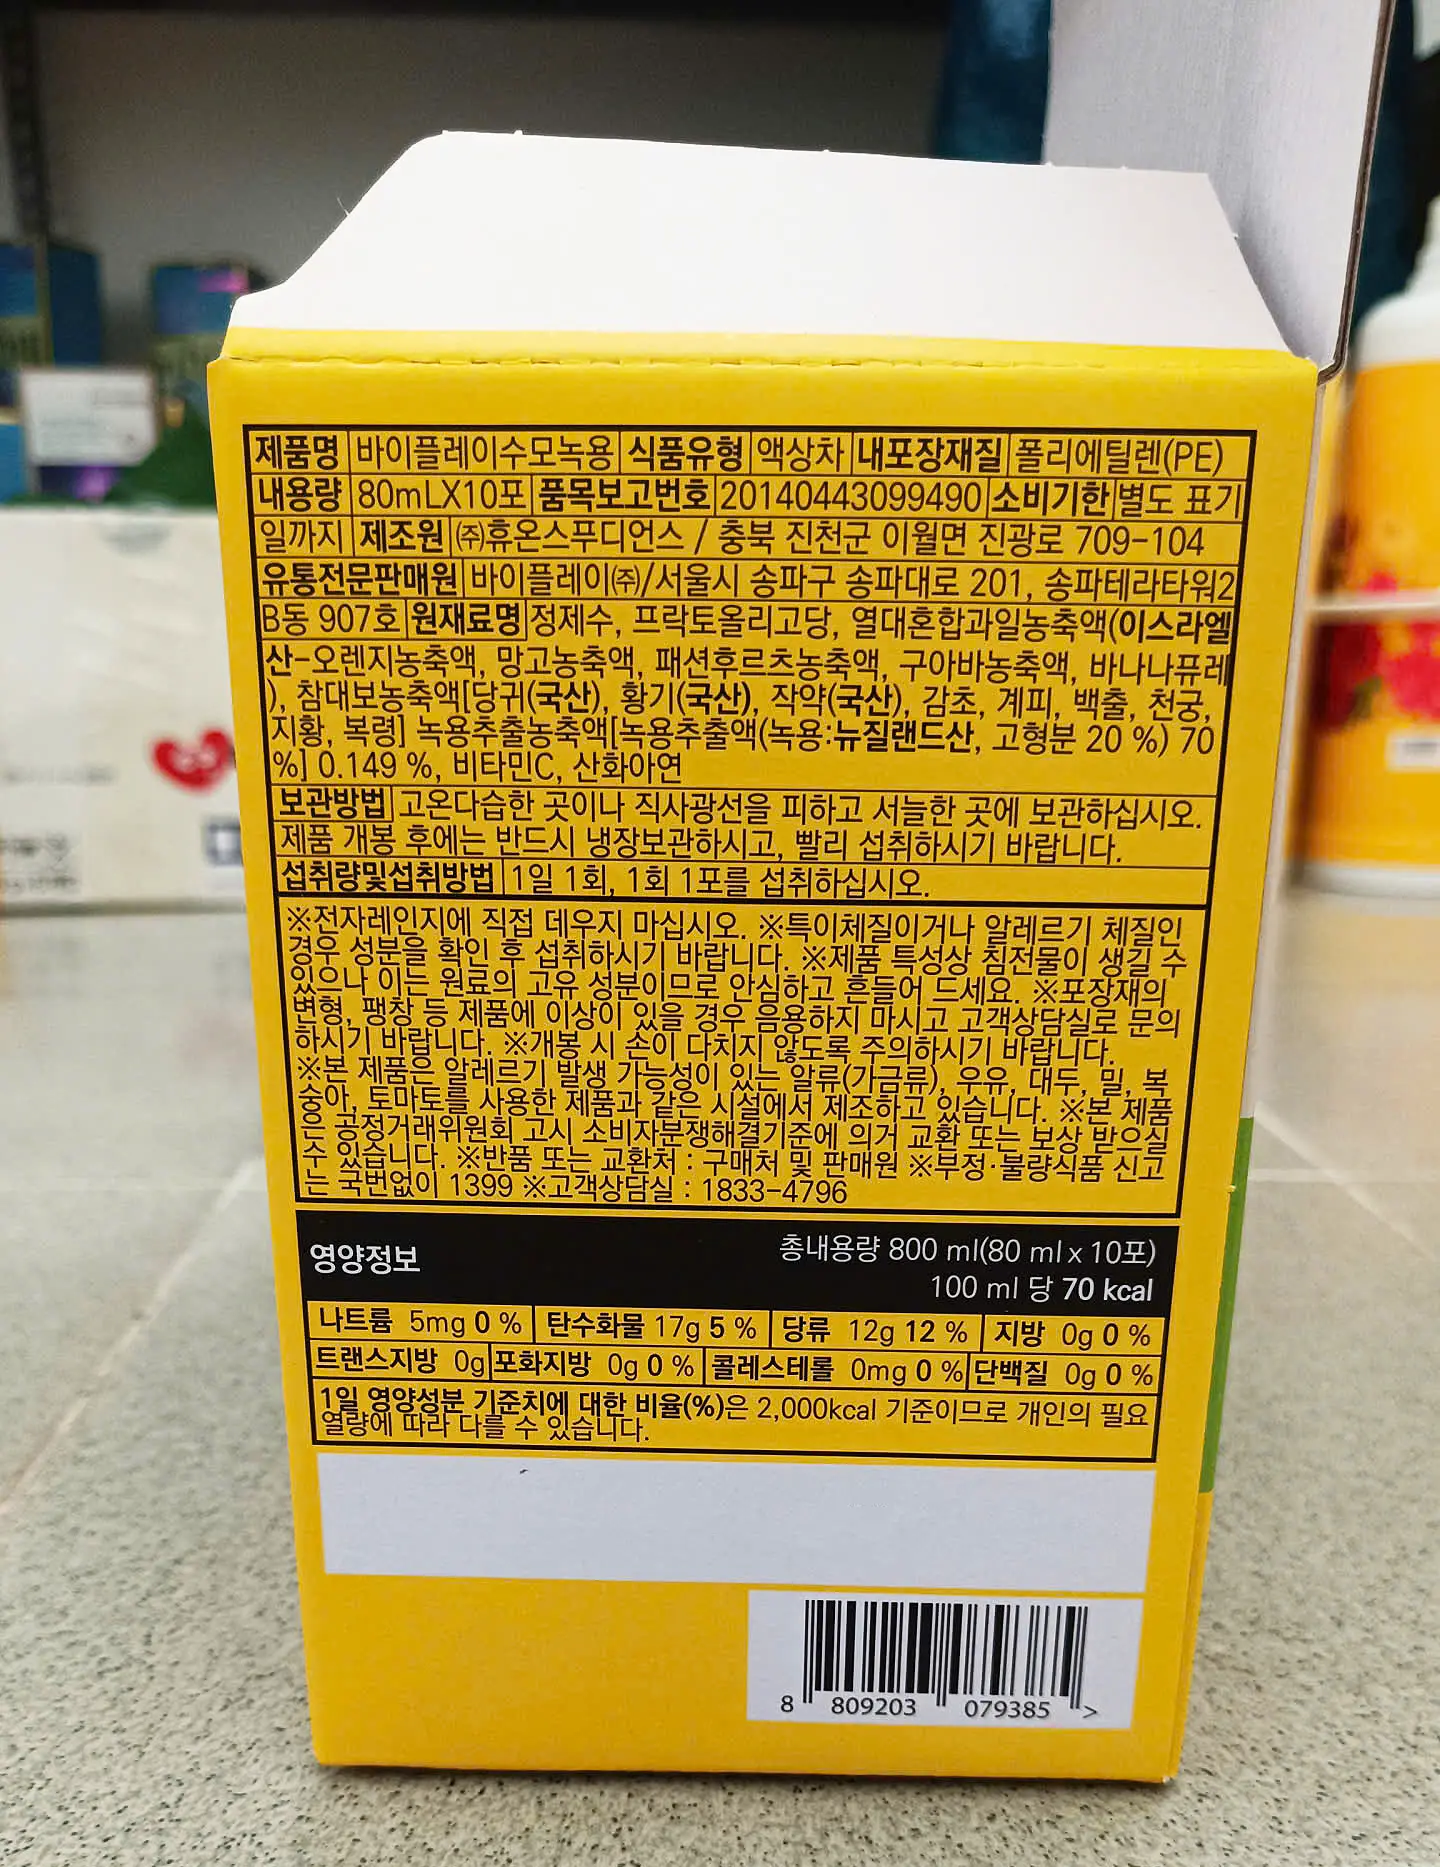 제품명 바이플레이수모녹용 식품유형 액상차 내포장재질 폴리에틸렌(PE)
내용량 80mLX10포 품목보고번호 20140443099490 소비기한 별도 표기
일까지 제조원 ㈜휴온스푸디언스 / 충북 진천군 이월면 진광로 709-104
유통전문판매원 바이플레이㈜/서울시 송파구 송파대로 201, 송파테라타워2
B동 907호 원재료명 정제수, 프락토올리고당, 열대혼합과일농축액(이스라엘
산-오렌지농축액, 망고농축액, 패션후르츠농축액, 구아바농축액, 바나나퓨레
), 참대보농축액[당귀(국산), 황기(국산), 작약(국산), 감초, 계피, 백출, 천궁,
지황, 복령] 녹용추출농축액[녹용추출액(녹용:뉴질랜드산, 고형분 20 %) 70
%] 0.149 %, 비타민C, 산화아연
보관방법 고온다습한 곳이나 직사광선을 피하고 서늘한 곳에 보관하십시오.
제품 개봉 후에는 반드시 냉장보관하시고, 빨리 섭취하시기 바랍니다.
섭취량및섭취방법 1일 1회, 1회 1포를 섭취하십시오.
※전자레인지에 직접 데우지 마십시오. ※특이체질이거나 알레르기 체질인
경우 성분을 확인 후 섭취하시기 바랍니다. ※제품 특성상 침전물이 생길 수
있으나 이는 원료의 고유 성분이므로 안심하고 흔들어 드세요. ※포장재의
변형, 팽창 등 제품에 이상이 있을 경우 음용하지 마시고 고객상담실로 문의
하시기 바랍니다. ※개봉 시 손이 다치지 않도록 주의하시기 바랍니다.
※본 제품은 알레르기 발생 가능성이 있는 알류(가금류), 우유, 대두, 밀, 복
숭아, 토마토를 사용한 제품과 같은 시설에서 제조하고 있습니다. ※본 제품
은 공정거래위원회 고시 소비자분쟁해결기준에 의거 교환 또는 보상 받으실
수 있습니다. ※반품 또는 교환처 : 구매처 및 판매원 ※부정·불량식품 신고
는 국번없이 1399 ※고객상담실 : 1833-4796
영양정보 총내용량 800 ml(80 ml x 10포)
100 ml 당 70 kcal
나트륨 5mg 0 % 탄수화물 17g 5 % 당류 12g 12 % 지방 0g 0 %
트랜스지방 0g 포화지방 0g 0 % 콜레스테롤 0mg 0 % 단백질 0g 0 %
1일 영양성분 기준치에 대한 비율(%)은 2,000kcal 기준이므로 개인의 필요
열량에 따라 다를 수 있습니다.
8 809203 079385 >